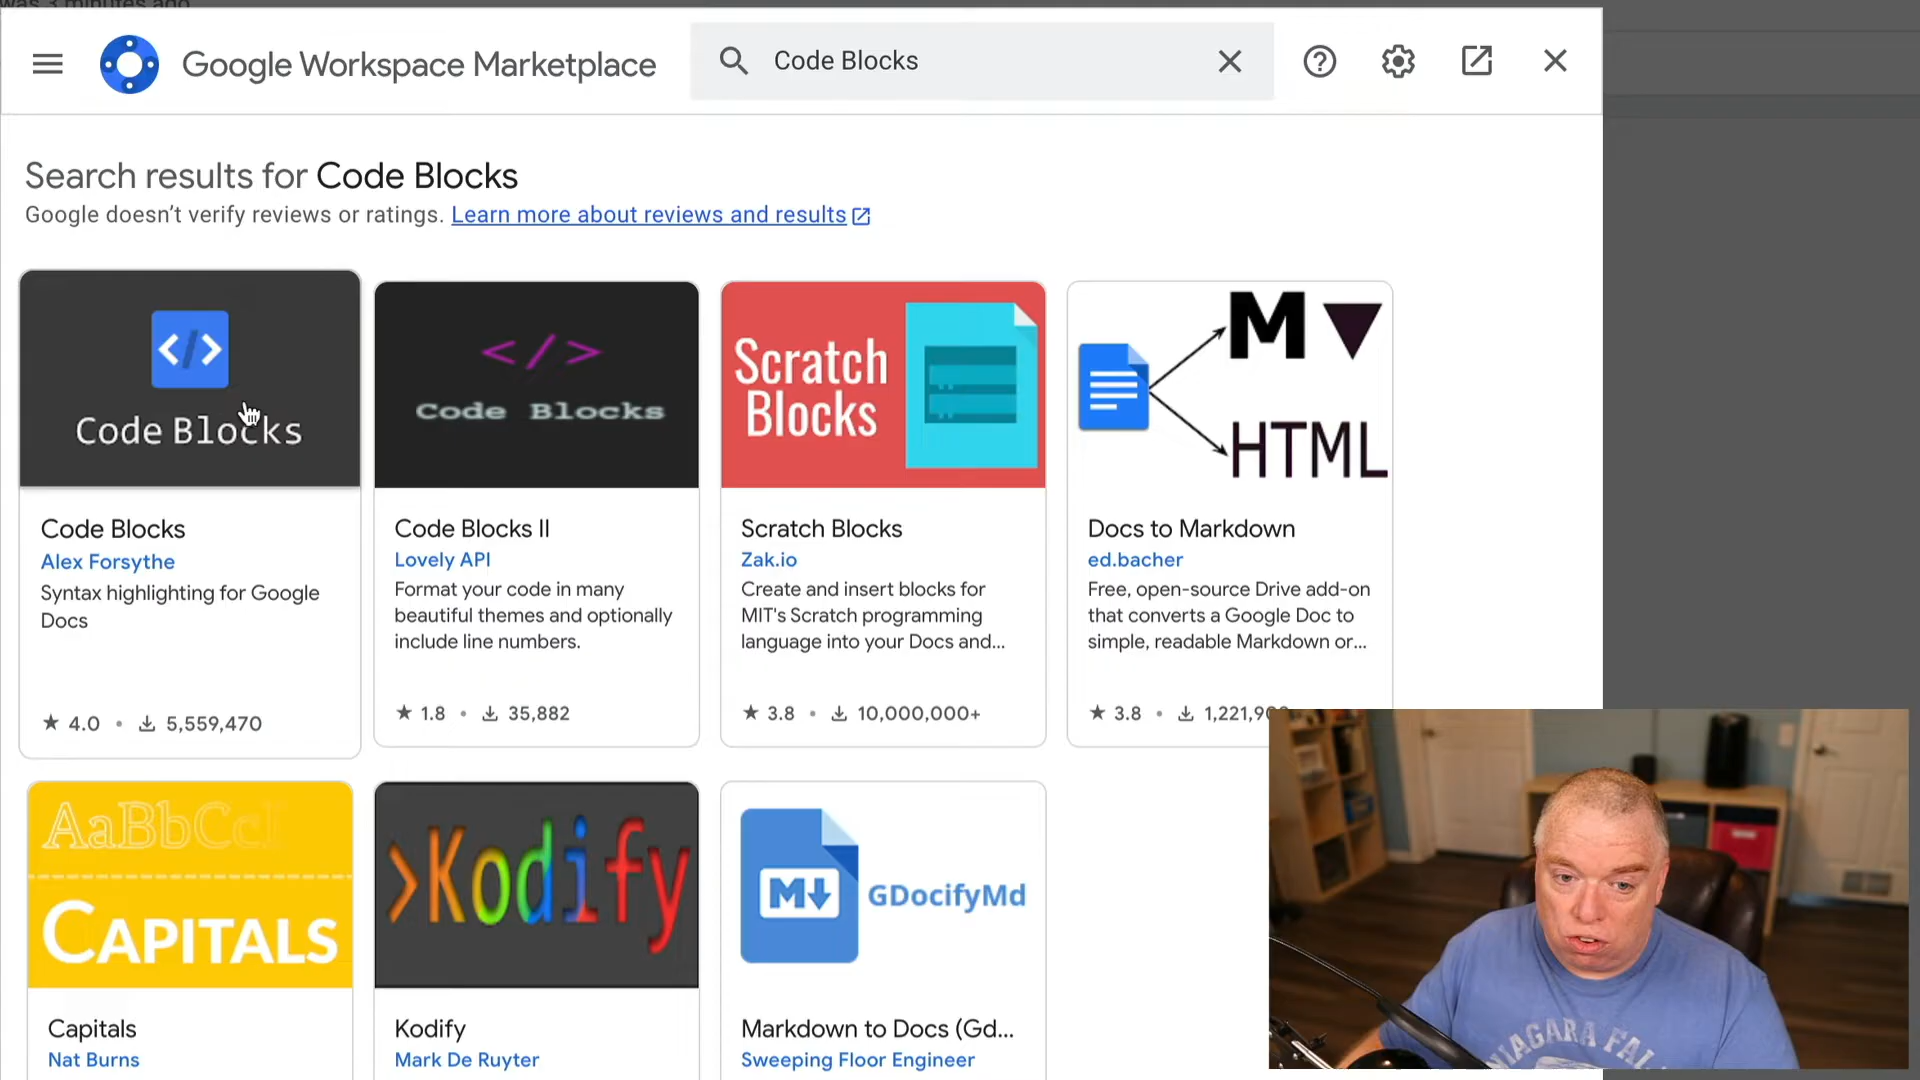 was 3 minutes ago
Google Workspace Marketplace
Code Blocks
Search results for Code Blocks
Google doesn’t verify reviews or ratings. Learn more about reviews and results
</>
Code Blocks
Code Blocks
Alex Forsythe
Syntax highlighting for Google
Docs
★ 4.0 • 5,559,470
</>
Code Blocks
Code Blocks II
Lovely API
Format your code in many
beautiful themes and optionally
include line numbers.
★ 1.8 • 35,882
Scratch
Blocks
Scratch Blocks
Zak.io
Create and insert blocks for
MIT's Scratch programming
language into your Docs and...
★ 3.8 • 10,000,000+
M
HTML
Docs to Markdown
ed.bacher
Free, open-source Drive add-on
that converts a Google Doc to
simple, readable Markdown or...
★ 3.8 •
AaBbCc
CAPITALS
Capitals
Nat Burns
>Kodify
Kodify
Mark De Ruyter
M↓
GDocifyMd
Markdown to Docs (Gd...
Sweeping Floor Engineer
NIAGARA